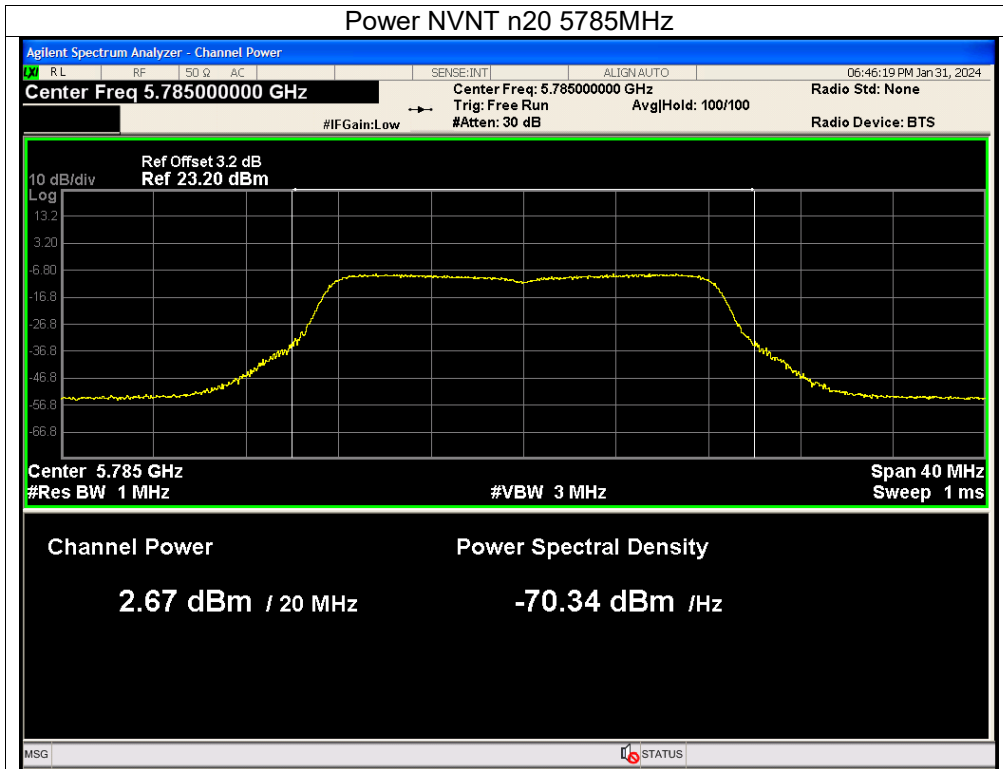 Power NVNT n20 5785MHz
Agilent Spectrum Analyzer - Channel Power
LXI RL RF 50 Ω AC SENSE:INT ALIGN AUTO 06:46:19 PM Jan 31, 2024
Center Freq 5.785000000 GHz Center Freq: 5.785000000 GHz Radio Std: None
Trig: Free Run Avg|Hold: 100/100
#IFGain:Low #Atten: 30 dB Radio Device: BTS
Ref Offset 3.2 dB
10 dB/div Ref 23.20 dBm
Log
13.2
3.20
-6.80
-16.8
-26.8
-36.8
-46.8
-56.8
-66.8
Center 5.785 GHz Span 40 MHz
#Res BW 1 MHz #VBW 3 MHz Sweep 1 ms
Channel Power Power Spectral Density
2.67 dBm / 20 MHz -70.34 dBm /Hz
MSG STATUS